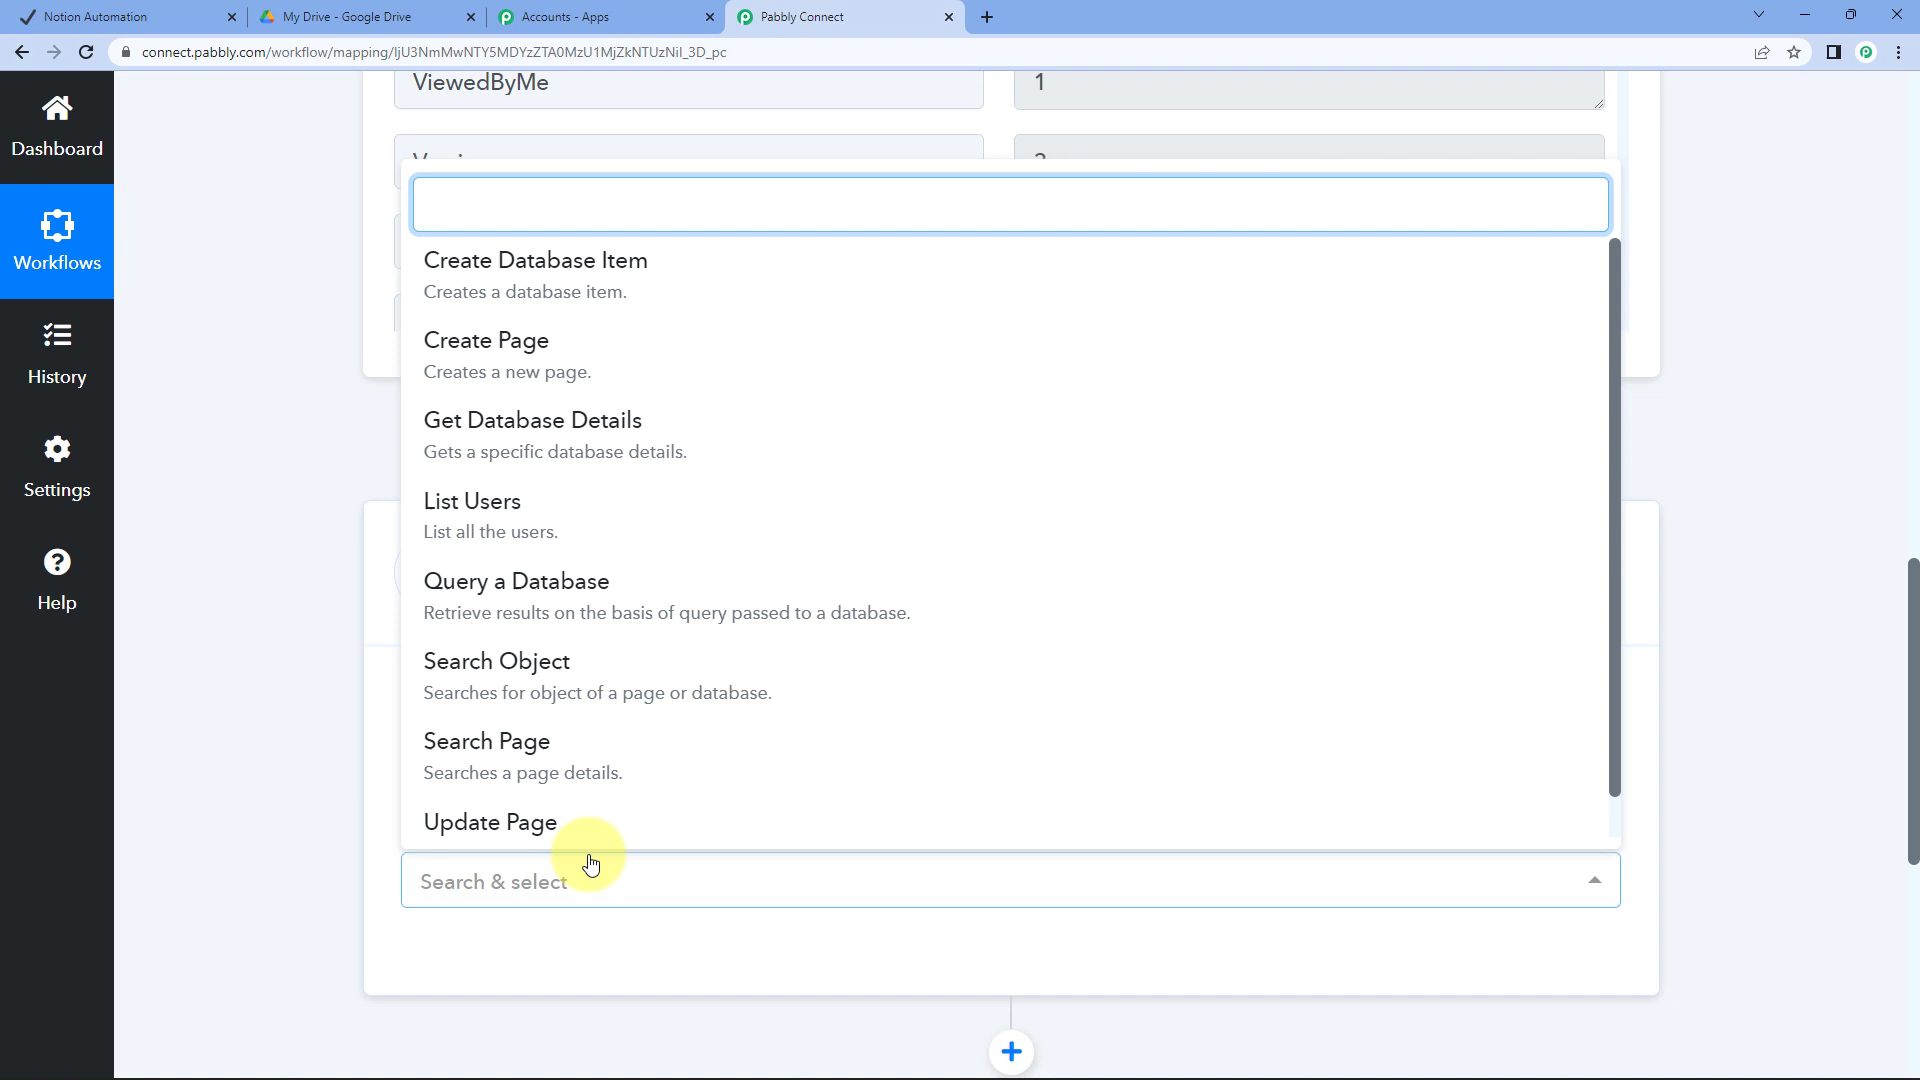 Notion Automation
My Drive - Google Drive
Accounts - Apps
Pabbly Connect
connect.pabbly.com/workflow/mapping/IjU3NmMwNTY5MDYzZTA0MzU1MjZkNTUzNiI_3D_pc
Dashboard
Workflows
History
Settings
Help
ViewedByMe
1
Create Database Item
Creates a database item.
Create Page
Creates a new page.
Get Database Details
Gets a specific database details.
List Users
List all the users.
Query a Database
Retrieve results on the basis of query passed to a database.
Search Object
Searches for object of a page or database.
Search Page
Searches a page details.
Update Page
Search & select